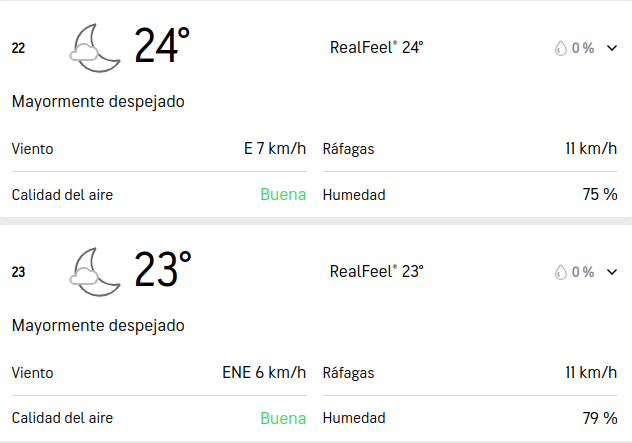 22 24° RealFeel® 24° 0 %
Mayormente despejado
Viento E 7 km/h Ráfagas 11 km/h
Calidad del aire Buena Humedad 75 %
23 23° RealFeel® 23° 0 %
Mayormente despejado
Viento ENE 6 km/h Ráfagas 11 km/h
Calidad del aire Buena Humedad 79 %